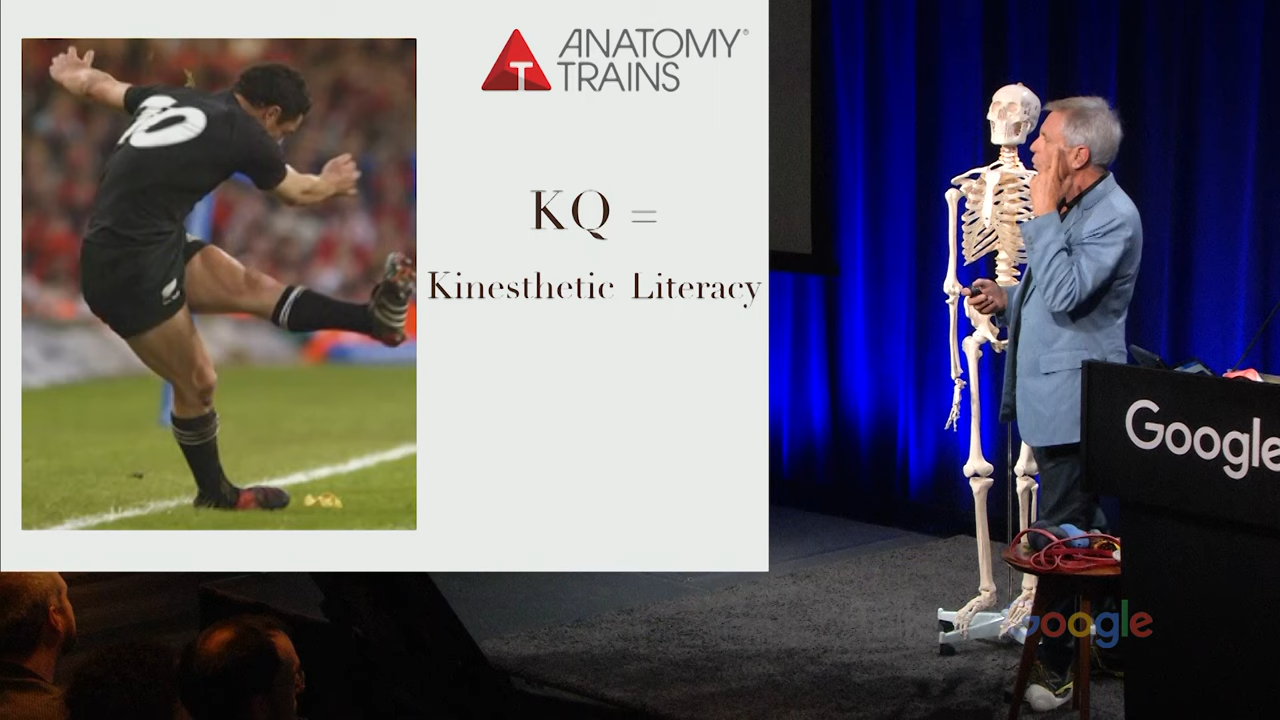 10
ANATOMY®
TRAINS
KQ =
Kinesthetic Literacy
Google
Google